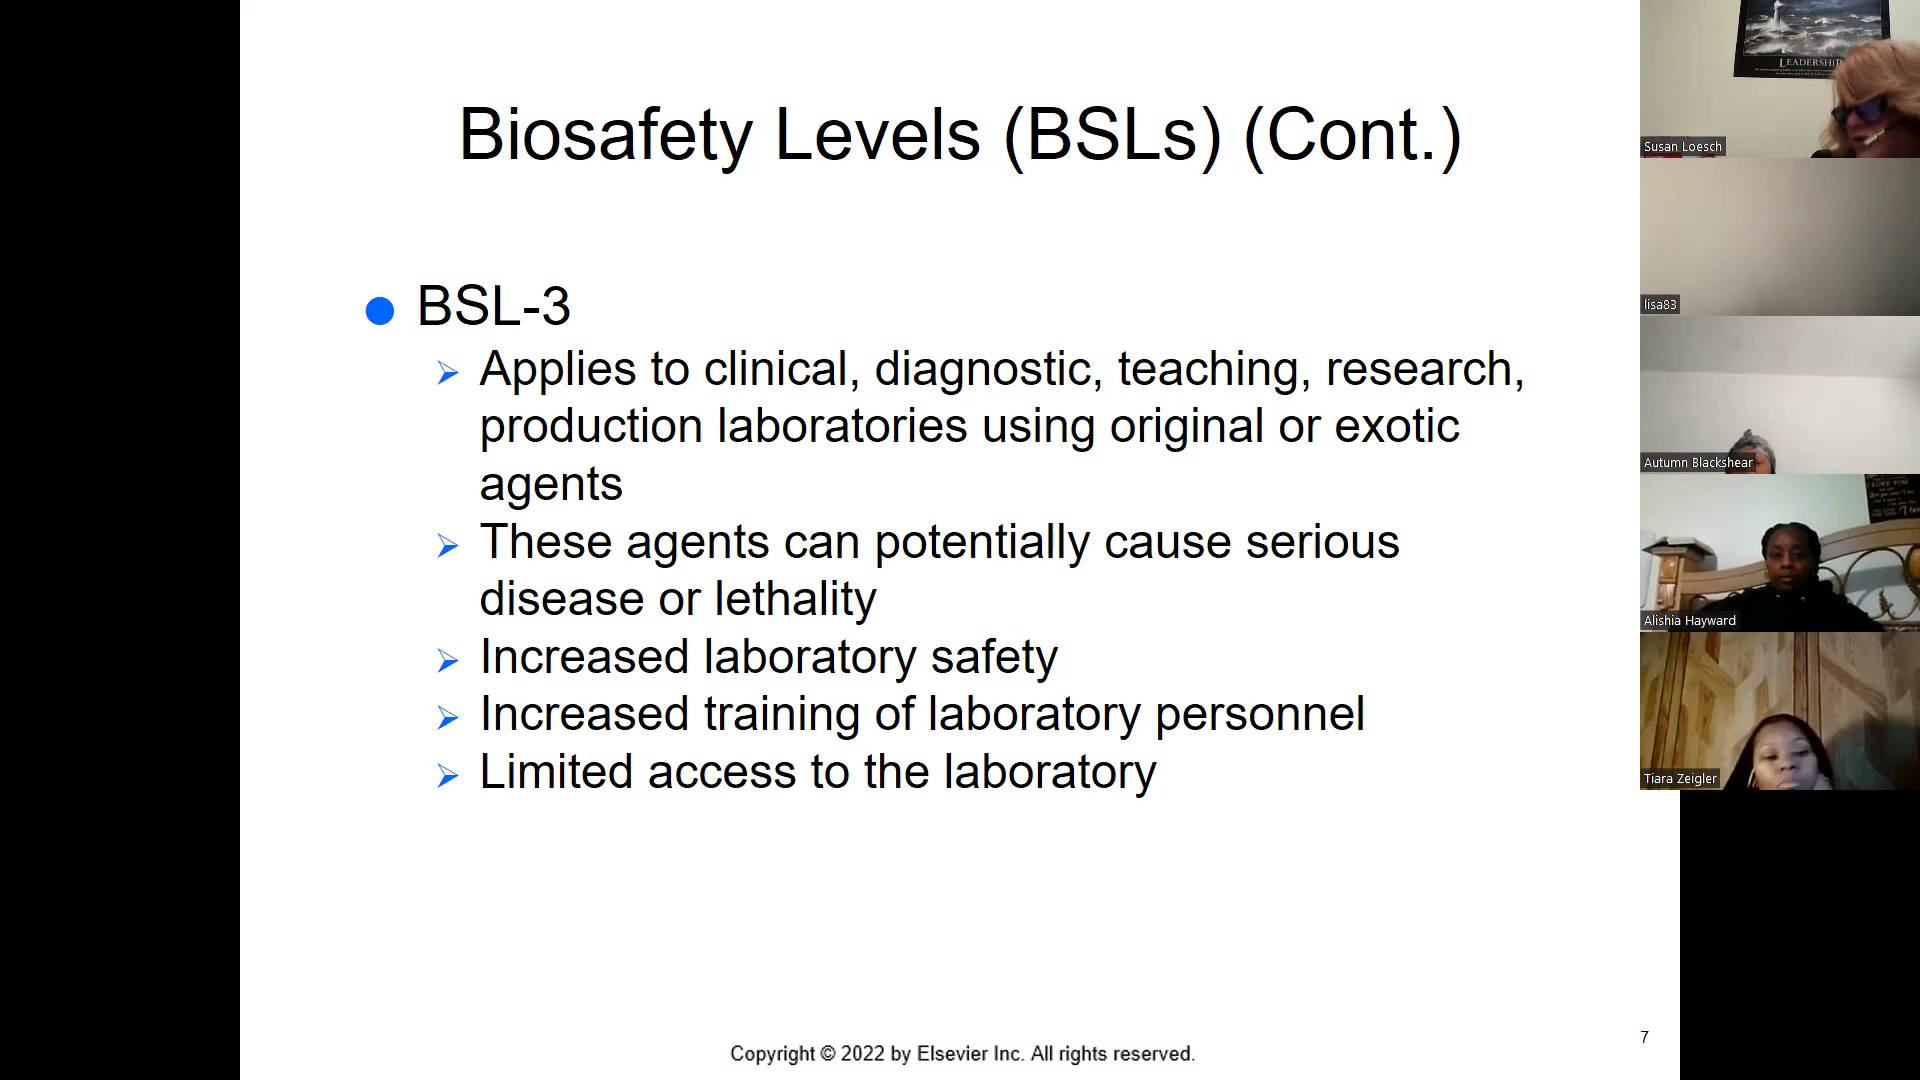 Biosafety Levels (BSLs) (Cont.)
BSL-3
Applies to clinical, diagnostic, teaching, research,
production laboratories using original or exotic
agents
These agents can potentially cause serious
disease or lethality
Increased laboratory safety
Increased training of laboratory personnel
Limited access to the laboratory
Copyright © 2022 by Elsevier Inc. All rights reserved.
7
LEADERSHIP
Susan Loesch
lisa83
Autumn Blackshear
I LOVE YOU
Alishia Hayward
Tiara Zeigler